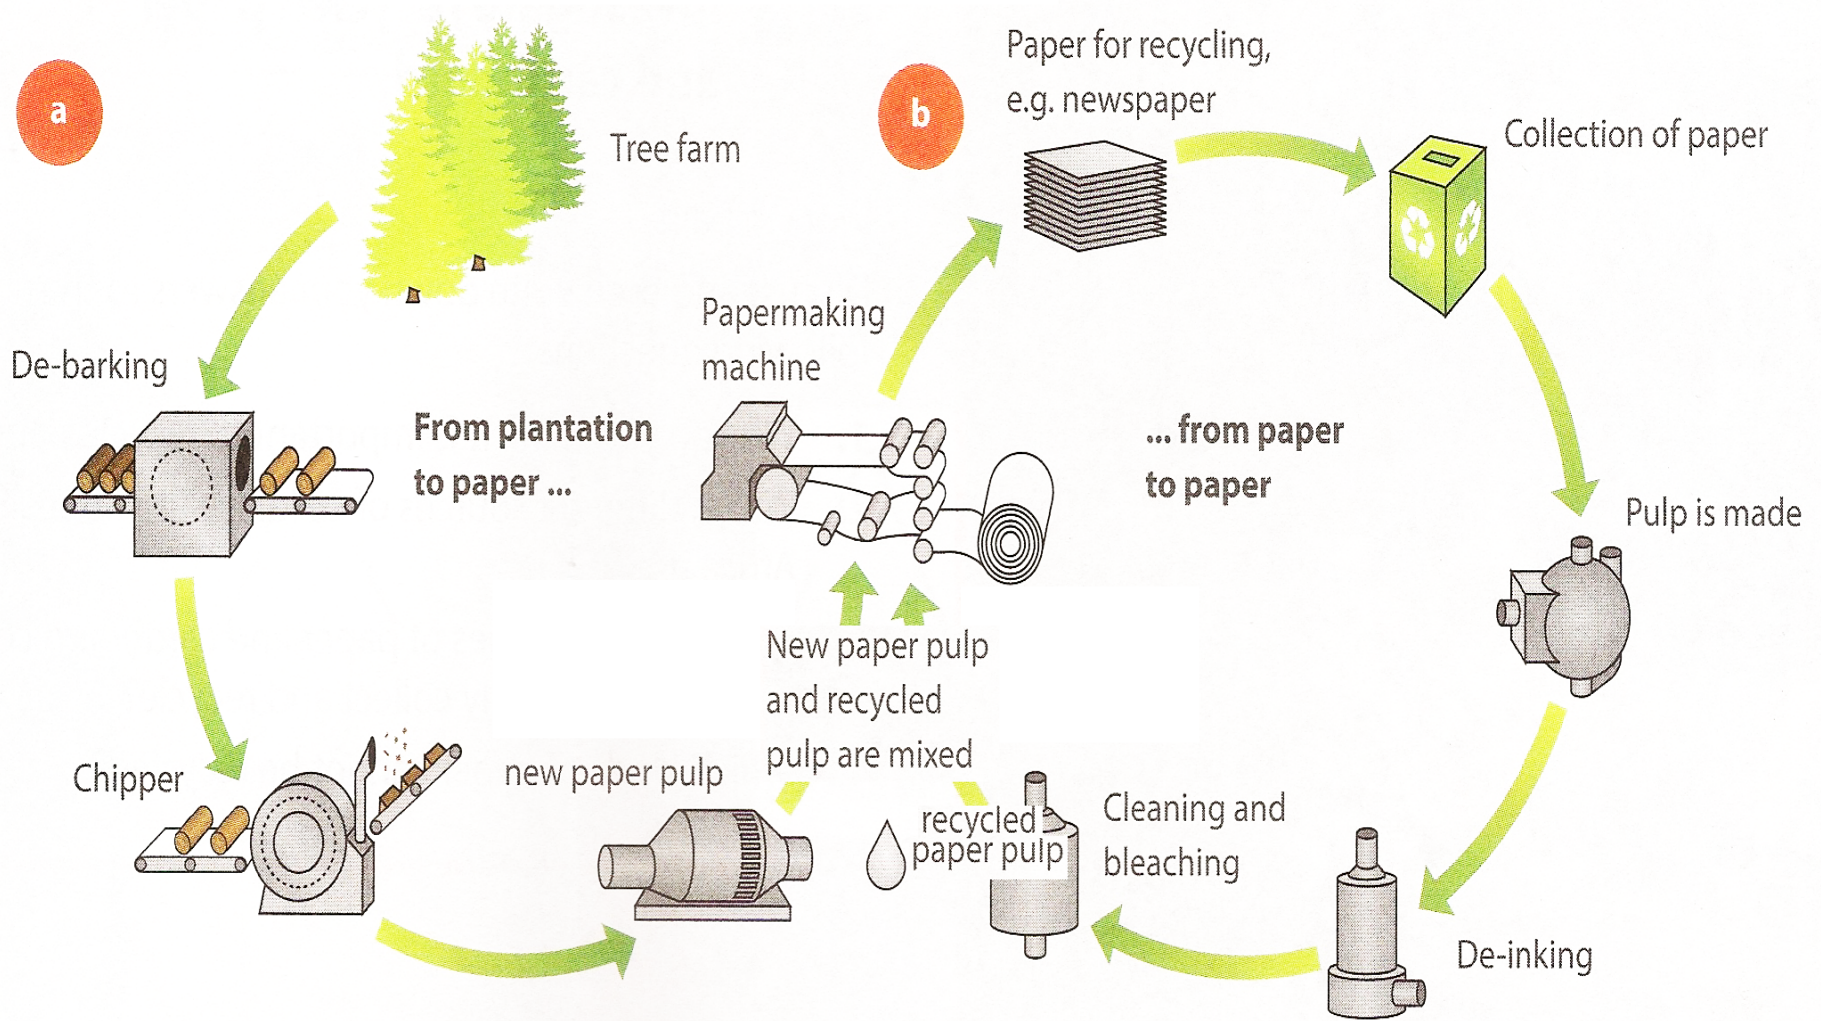 a
Tree farm
De-barking
From plantation
to paper ...
Chipper
new paper pulp
Papermaking
machine
New paper pulp
and recycled
pulp are mixed
b
Paper for recycling,
e.g. newspaper
Collection of paper
... from paper
to paper
Pulp is made
De-inking
Cleaning and
bleaching
recycled
paper pulp